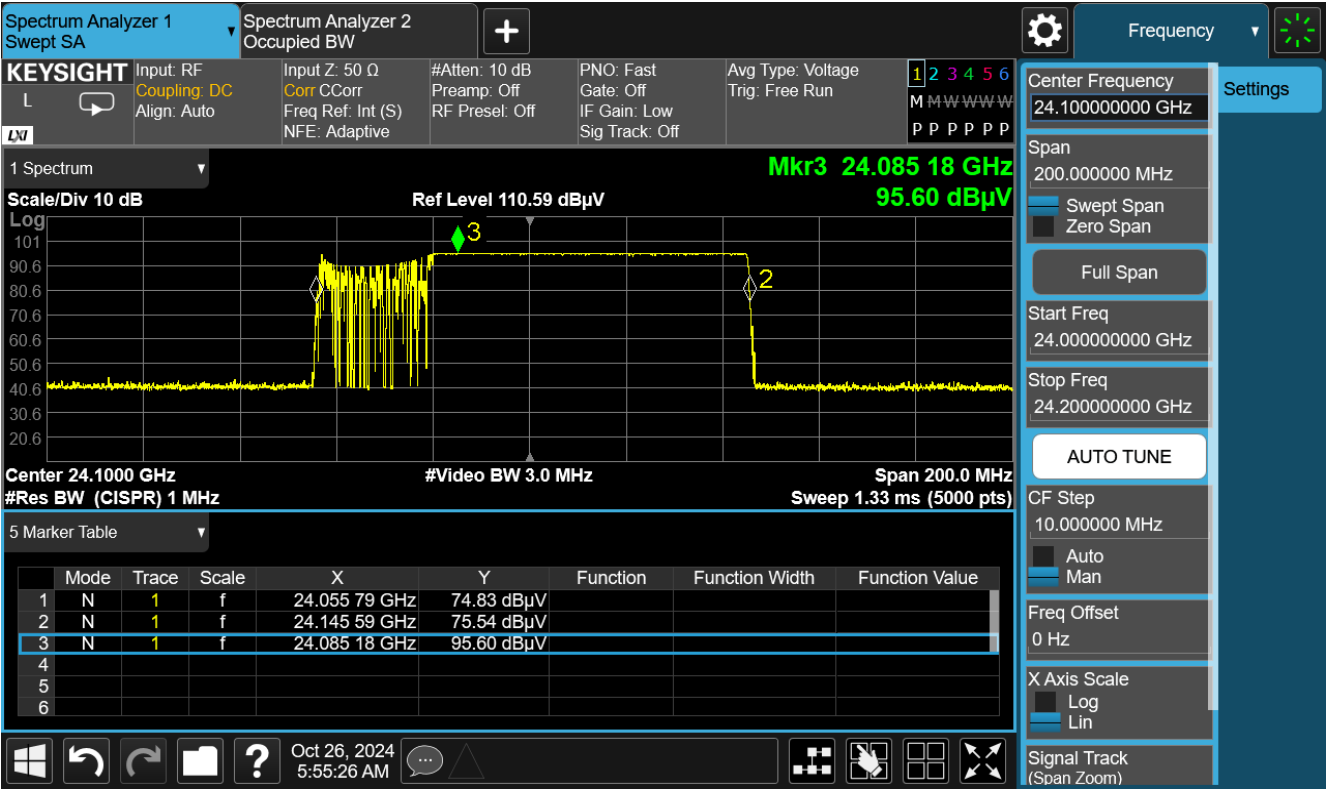 Spectrum Analyzer 1
Swept SA
Spectrum Analyzer 2
Occupied BW
Frequency
KEYSIGHT
L
LXI
Input: RF
Coupling: DC
Align: Auto
Input Z: 50 Ω
Corr CCorr
Freq Ref: Int (S)
NFE: Adaptive
#Atten: 10 dB
Preamp: Off
RF Presel: Off
PNO: Fast
Gate: Off
IF Gain: Low
Sig Track: Off
Avg Type: Voltage
Trig: Free Run
1 2 3 4 5 6
M W W W W W
P P P P P P
1 Spectrum
Mkr3 24.085 18 GHz
95.60 dBµV
Scale/Div 10 dB
Ref Level 110.59 dBµV
Log
101
90.6
80.6
70.6
60.6
50.6
40.6
30.6
20.6
3
2
Center 24.1000 GHz
#Video BW 3.0 MHz
Span 200.0 MHz
#Res BW (CISPR) 1 MHz
Sweep 1.33 ms (5000 pts)
5 Marker Table
Mode Trace Scale X Y Function Function Width Function Value
1 N 1 f 24.055 79 GHz 74.83 dBµV
2 N 1 f 24.145 59 GHz 75.54 dBµV
3 N 1 f 24.085 18 GHz 95.60 dBµV
4
5
6
?
Oct 26, 2024
5:55:26 AM
Center Frequency
24.100000000 GHz
Settings
Span
200.000000 MHz
Swept Span
Zero Span
Full Span
Start Freq
24.000000000 GHz
Stop Freq
24.200000000 GHz
AUTO TUNE
CF Step
10.000000 MHz
Auto
Man
Freq Offset
0 Hz
X Axis Scale
Log
Lin
Signal Track
(Span Zoom)